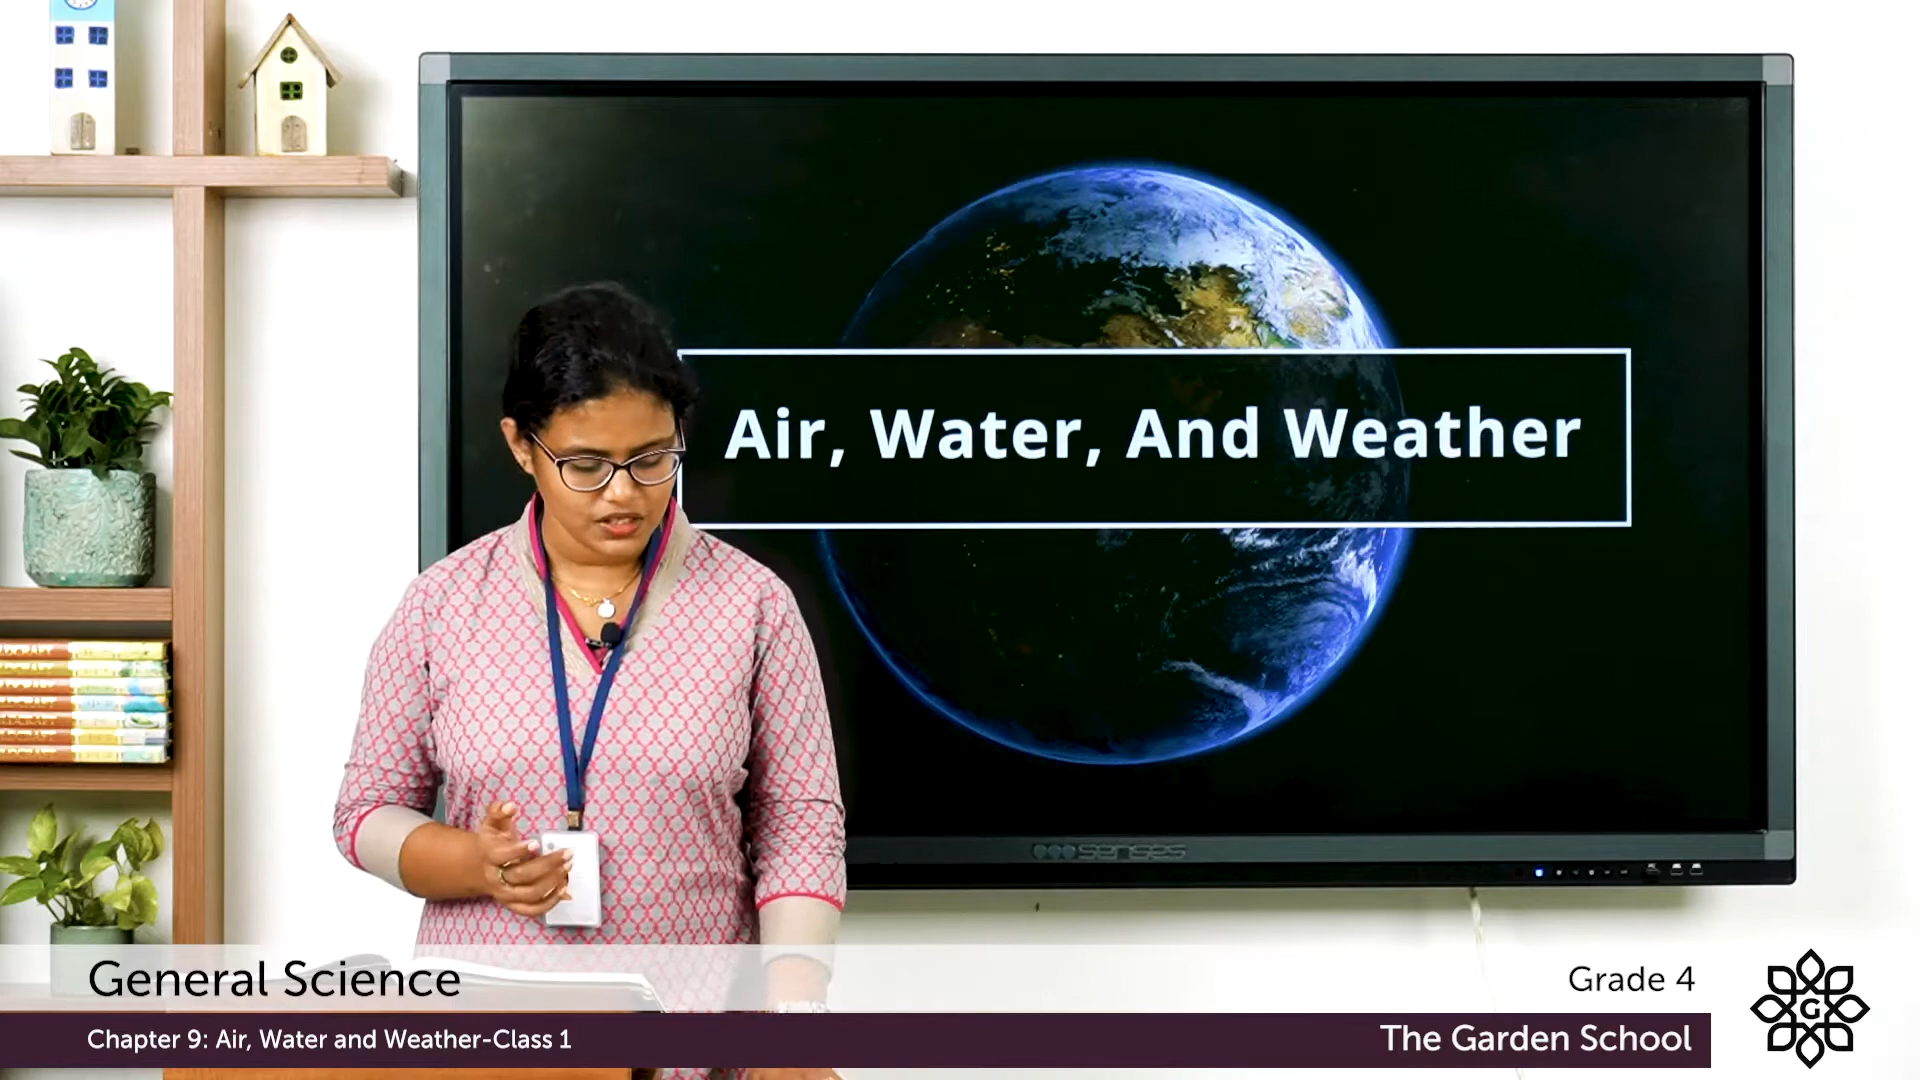 Air, Water, And Weather
senses
General Science
Grade 4
Chapter 9: Air, Water and Weather-Class 1
The Garden School
G